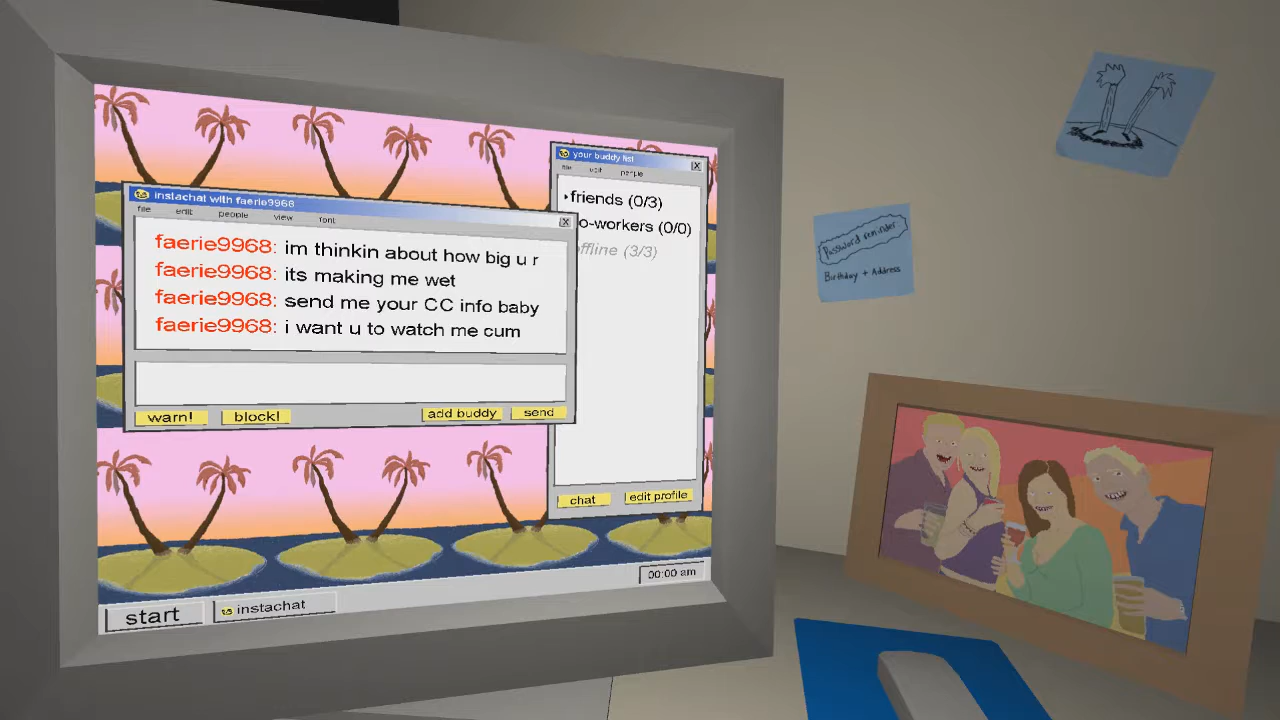 instachat with faerie9968
file edit people view font
faerie9968: im thinkin about how big u r
faerie9968: its making me wet
faerie9968: send me your CC info baby
faerie9968: i want u to watch me cum
warn! block! add buddy send
your buddy list
file edit people
friends (0/3)
o-workers (0/0)
offline (3/3)
chat edit profile
start
instachat
00:00 am
Password reminder:
Birthday + Address